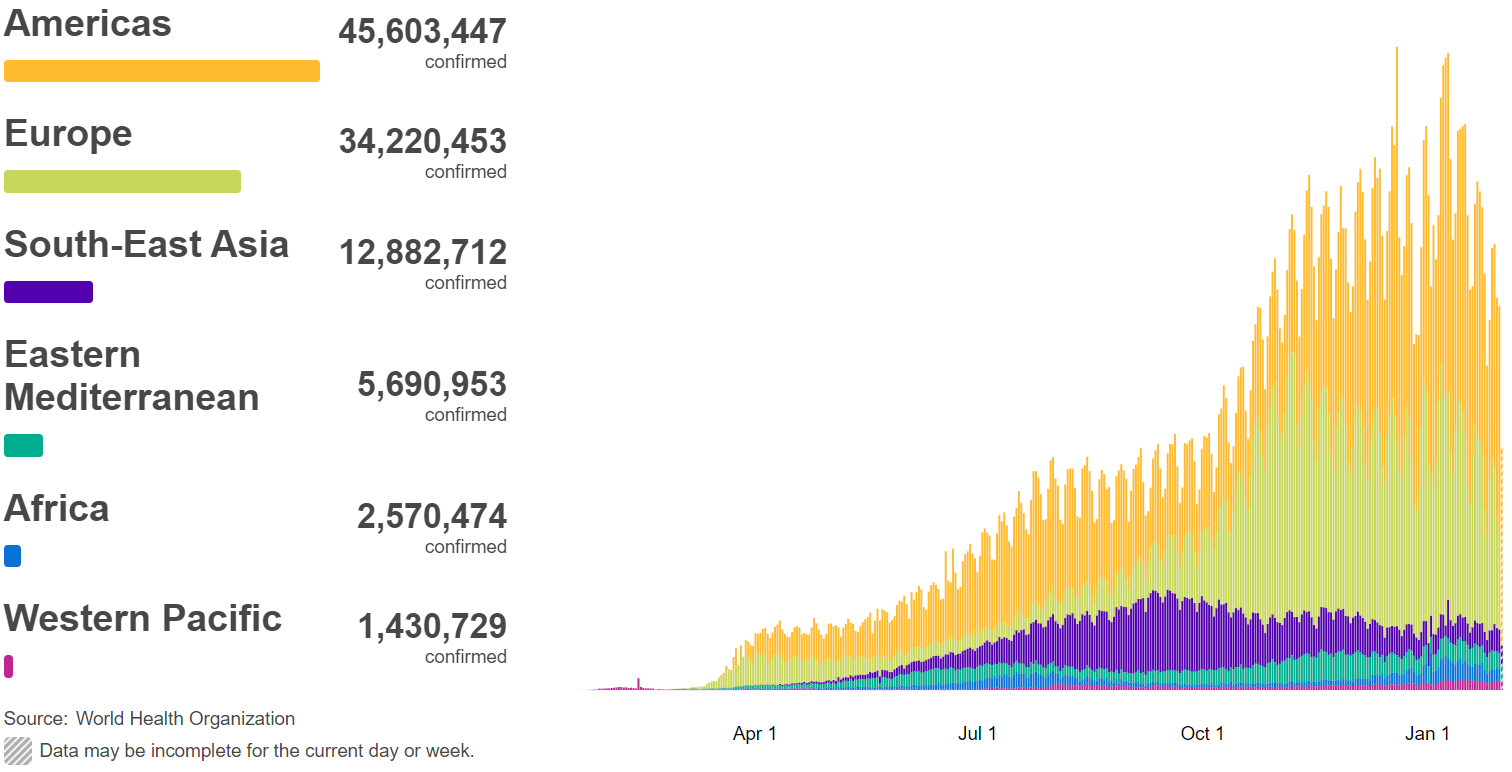 Americas
45,603,447
confirmed
Europe
34,220,453
confirmed
South-East Asia
12,882,712
confirmed
Eastern
Mediterranean
5,690,953
confirmed
Africa
2,570,474
confirmed
Western Pacific
1,430,729
confirmed
Source: World Health Organization
Data may be incomplete for the current day or week.
Apr 1
Jul 1
Oct 1
Jan 1